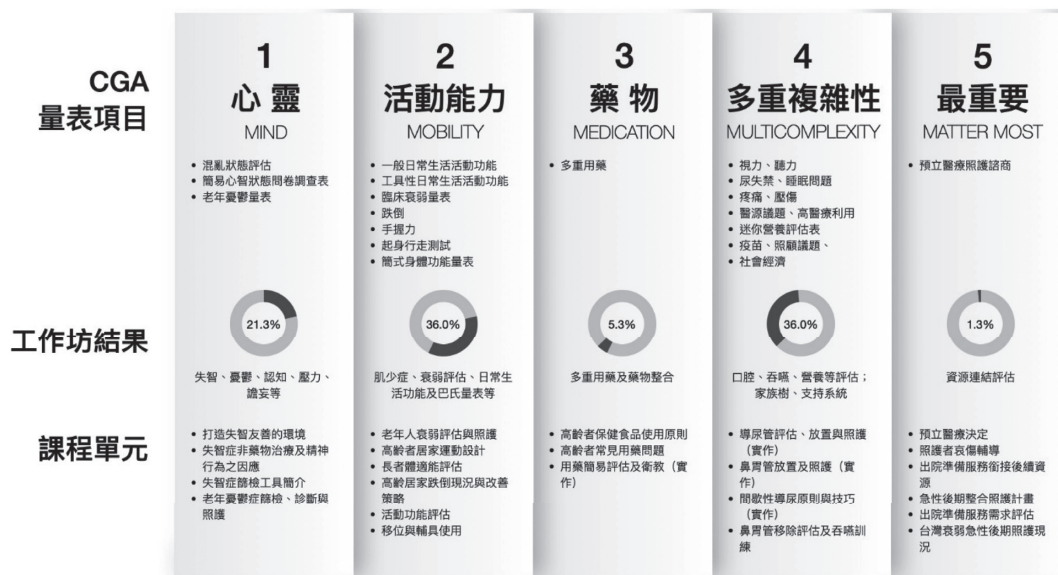 CGA
量表項目
1
心 靈
MIND
• 混亂狀態評估
• 簡易心智狀態問卷調查表
• 老年憂鬱量表
2
活動能力
MOBILITY
• 一般日常生活活動功能
• 工具性日常生活活動功能
• 臨床衰弱量表
• 跌倒
• 手握力
• 起身行走測試
• 簡式身體功能量表
3
藥 物
MEDICATION
• 多重用藥
4
多重複雜性
MULTICOMPLEXITY
• 視力、聽力
• 尿失禁、睡眠問題
• 疼痛、壓傷
• 醫源議題、高醫療利用
• 迷你營養評估表
• 疫苗、照顧議題、
• 社會經濟
5
最重要
MATTER MOST
• 預立醫療照護諮商
工作坊結果
21.3%
失智、憂鬱、認知、壓力、
譫妄等
36.0%
肌少症、衰弱評估、日常生
活功能及巴氏量表等
5.3%
多重用藥及藥物整合
36.0%
口腔、吞嚥、營養等評估；
家族樹、支持系統
1.3%
資源連結評估
課程單元
• 打造失智友善的環境
• 失智症非藥物治療及精神
行為之因應
• 失智症篩檢工具簡介
• 老年憂鬱症篩檢、診斷與
照護
• 老年人衰弱評估與照護
• 高齡者居家運動設計
• 長者體適能評估
• 高齡居家跌倒現況與改善
策略
• 活動功能評估
• 移位與輔具使用
• 高齡者保健食品使用原則
• 高齡者常見用藥問題
• 用藥簡易評估及衛教（實
作）
• 導尿管評估、放置與照護
（實作）
• 鼻胃管放置及照護（實
作）
• 間歇性導尿原則與技巧
（實作）
• 鼻胃管移除評估及吞嚥訓
練
• 預立醫療決定
• 照護者哀傷輔導
• 出院準備服務銜接後續資
源
• 急性後期整合照護計畫
• 出院準備服務需求評估
• 台灣衰弱急性後期照護現
況